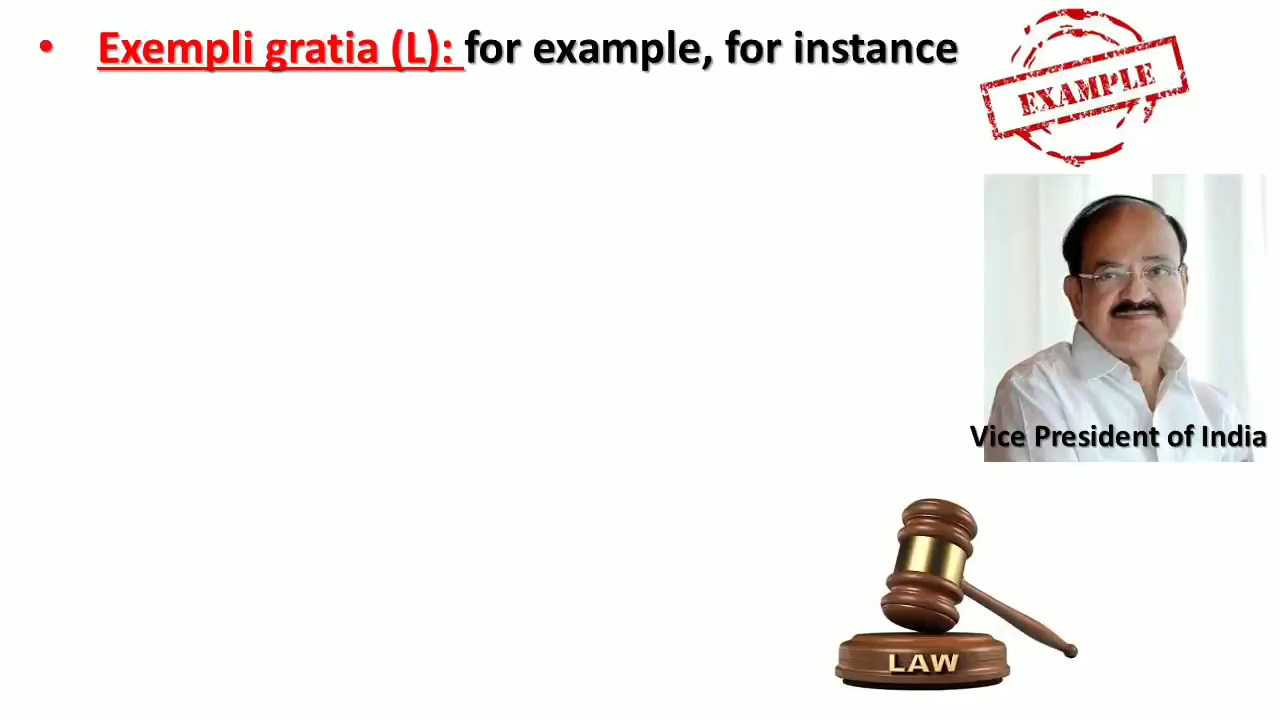 • Exempli gratia (L): for example, for instance
EXAMPLE
Vice President of India
LAW